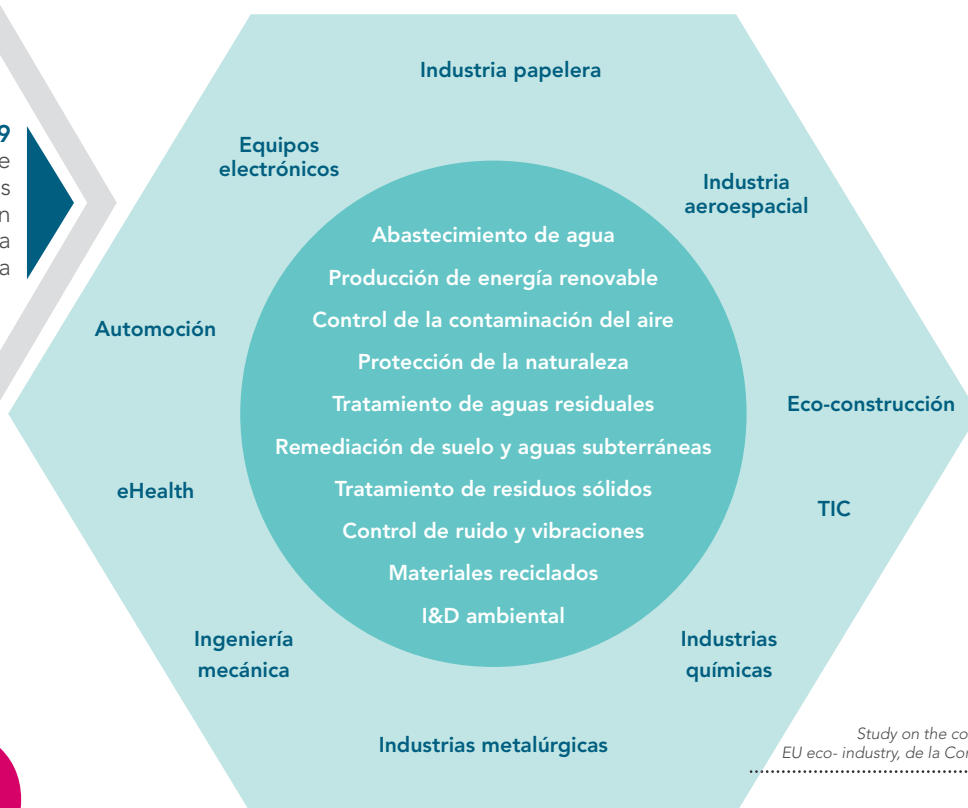 9
e
s
n
a
a
Industria papelera
Equipos
electrónicos
Industria
aeroespacial
Automoción
Eco-construcción
eHealth
TIC
Ingeniería
mecánica
Industrias
químicas
Industrias metalúrgicas
Abastecimiento de agua
Producción de energía renovable
Control de la contaminación del aire
Protección de la naturaleza
Tratamiento de aguas residuales
Remediación de suelo y aguas subterráneas
Tratamiento de residuos sólidos
Control de ruido y vibraciones
Materiales reciclados
I&D ambiental
Study on the co
EU eco- industry, de la Con